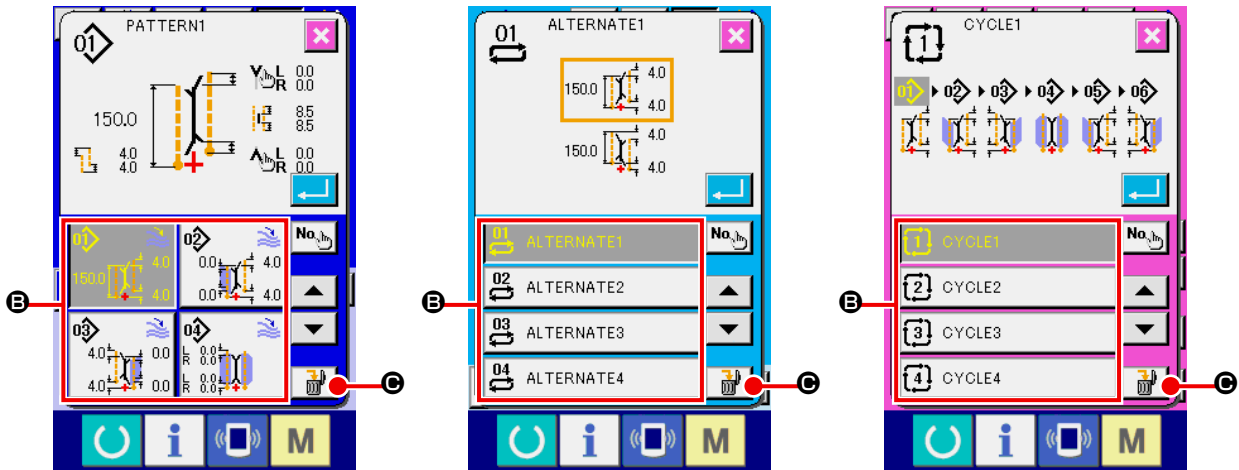 PATTERN1
01
L 0.0
R 0.0
150.0
8.5
8.5
4.0
4.0
L 0.0
R 0.0
01
150.0
4.0
4.0
02
0.0
4.0
0.0
4.0
No.
03
4.0
0.0
4.0
0.0
04
L 0.0
R 0.0
L 0.0
R 0.0
B
C
i
M
ALTERNATE1
01
150.0
4.0
4.0
150.0
4.0
4.0
01 ALTERNATE1
No.
02 ALTERNATE2
03 ALTERNATE3
04 ALTERNATE4
B
C
i
M
CYCLE1
1
01 02 03 04 05 06
1 CYCLE1
No.
2 CYCLE2
3 CYCLE3
4 CYCLE4
B
C
i
M